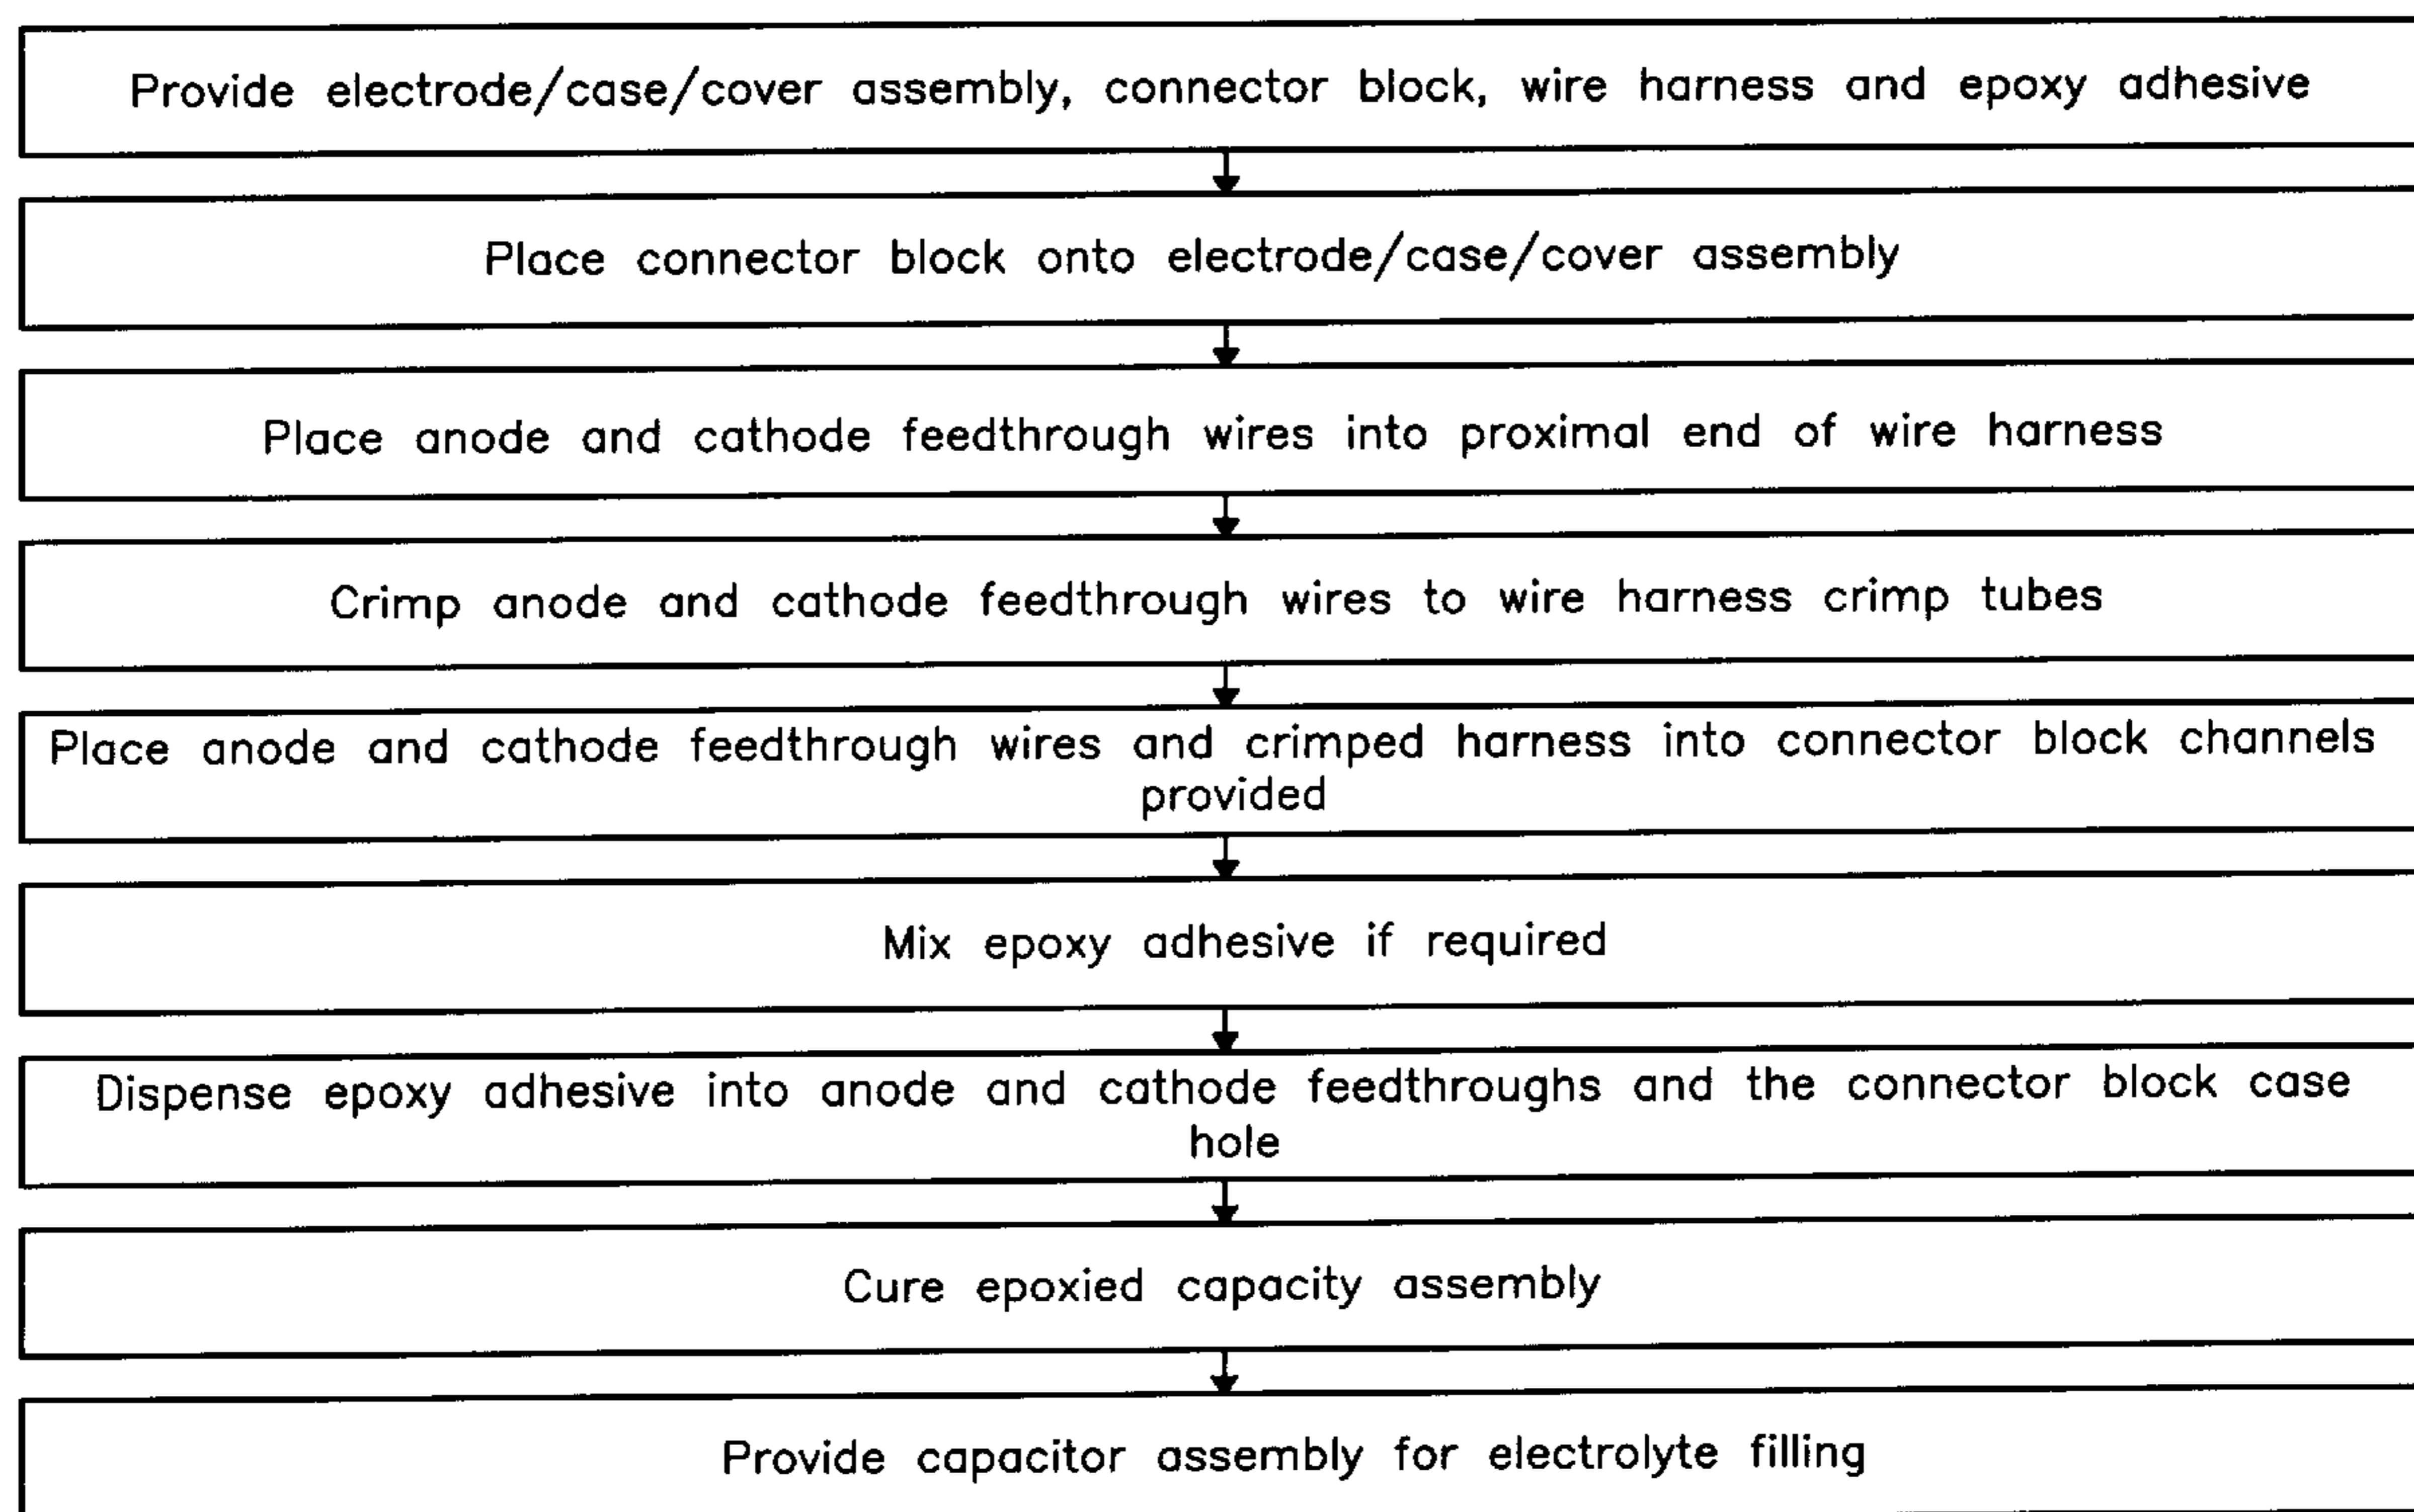 Provide electrode/case/cover assembly, connector block, wire harness and epoxy adhesive
Place connector block onto electrode/case/cover assembly
Place anode and cathode feedthrough wires into proximal end of wire harness
Crimp anode and cathode feedthrough wires to wire harness crimp tubes
Place anode and cathode feedthrough wires and crimped harness into connector block channels
provided
Mix epoxy adhesive if required
Dispense epoxy adhesive into anode and cathode feedthroughs and the connector block case
hole
Cure epoxied capacity assembly
Provide capacitor assembly for electrolyte filling